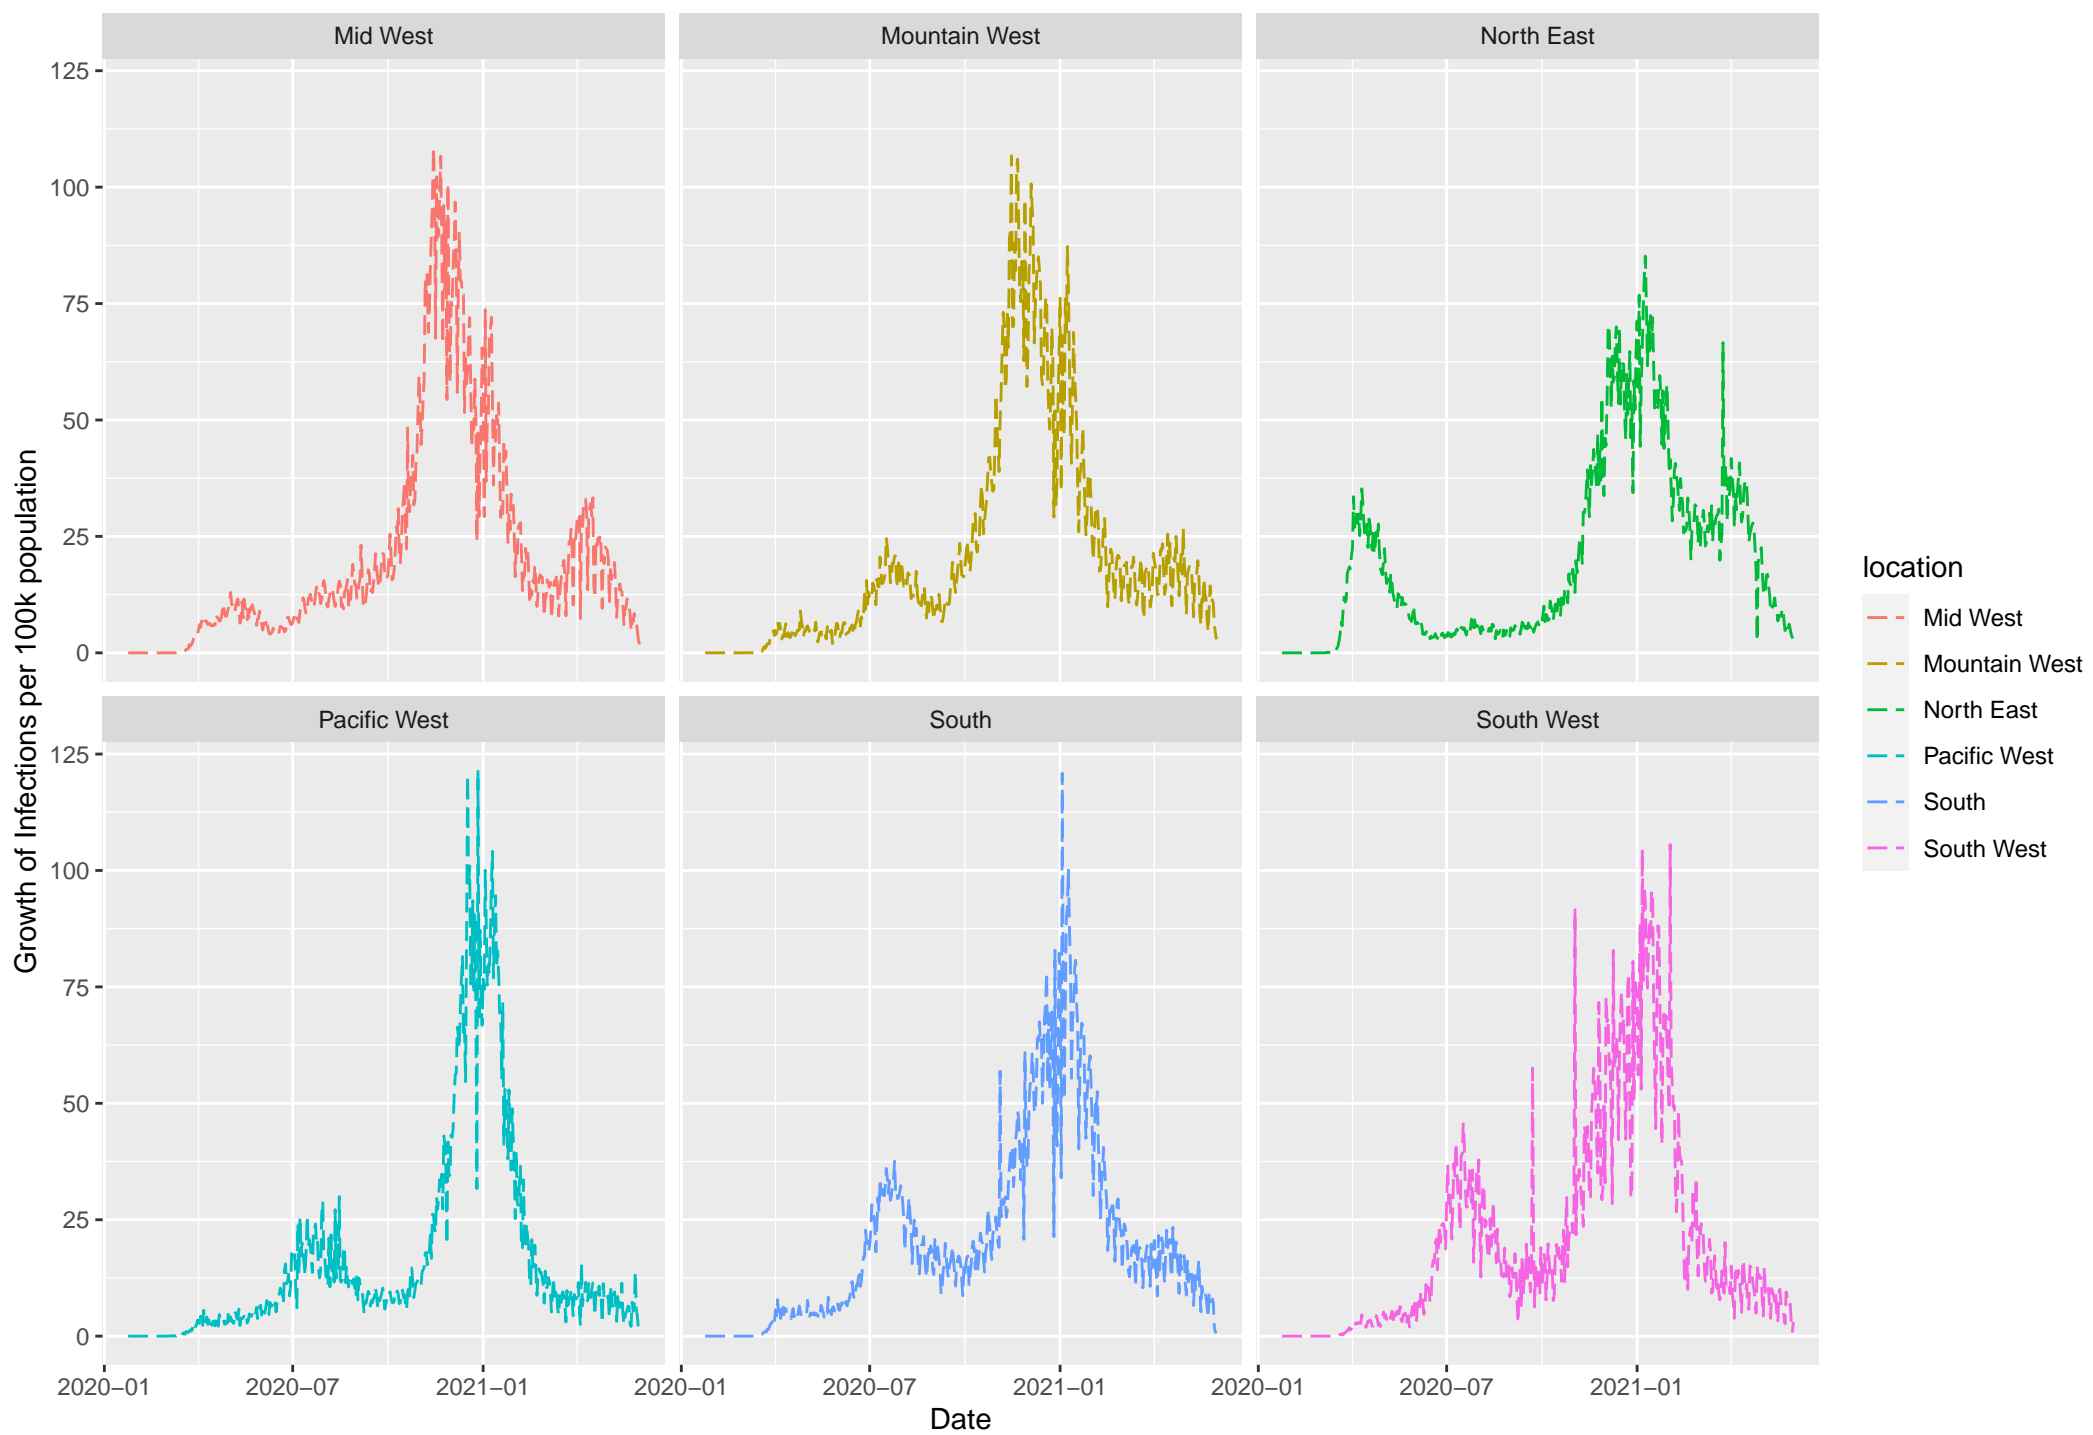 Mid West
Mountain West
North East
125
100
75
50
25
0
Growth of Infections per 100k population
Pacific West
South
South West
125
100
75
50
25
0
2020−01
2020−07
2021−01
2020−01
2020−07
2021−01
2020−01
2020−07
2021−01
Date
location
Mid West
Mountain West
North East
Pacific West
South
South West